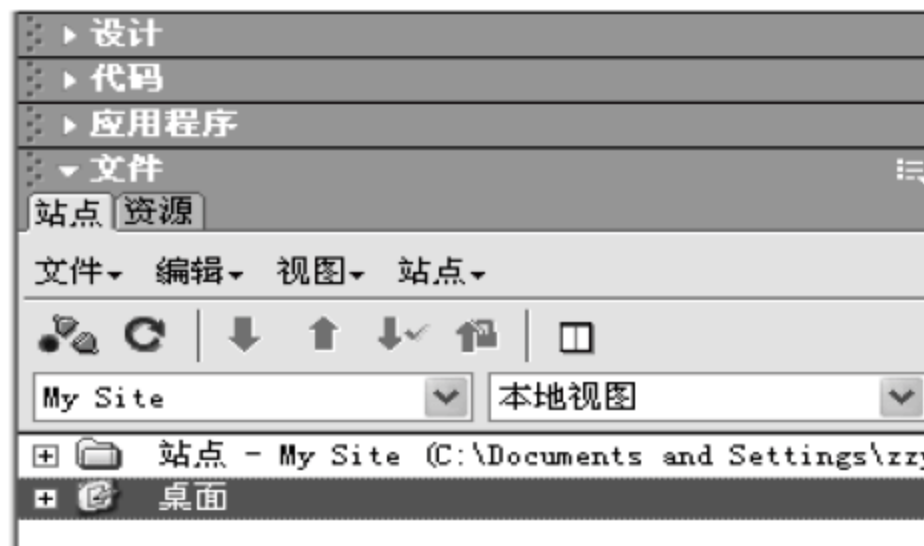 设计
代码
应用程序
文件
站点 资源
文件 编辑 视图 站点
My Site 本地视图
站点 - My Site (C:\Documents and Settings\zzy
桌面